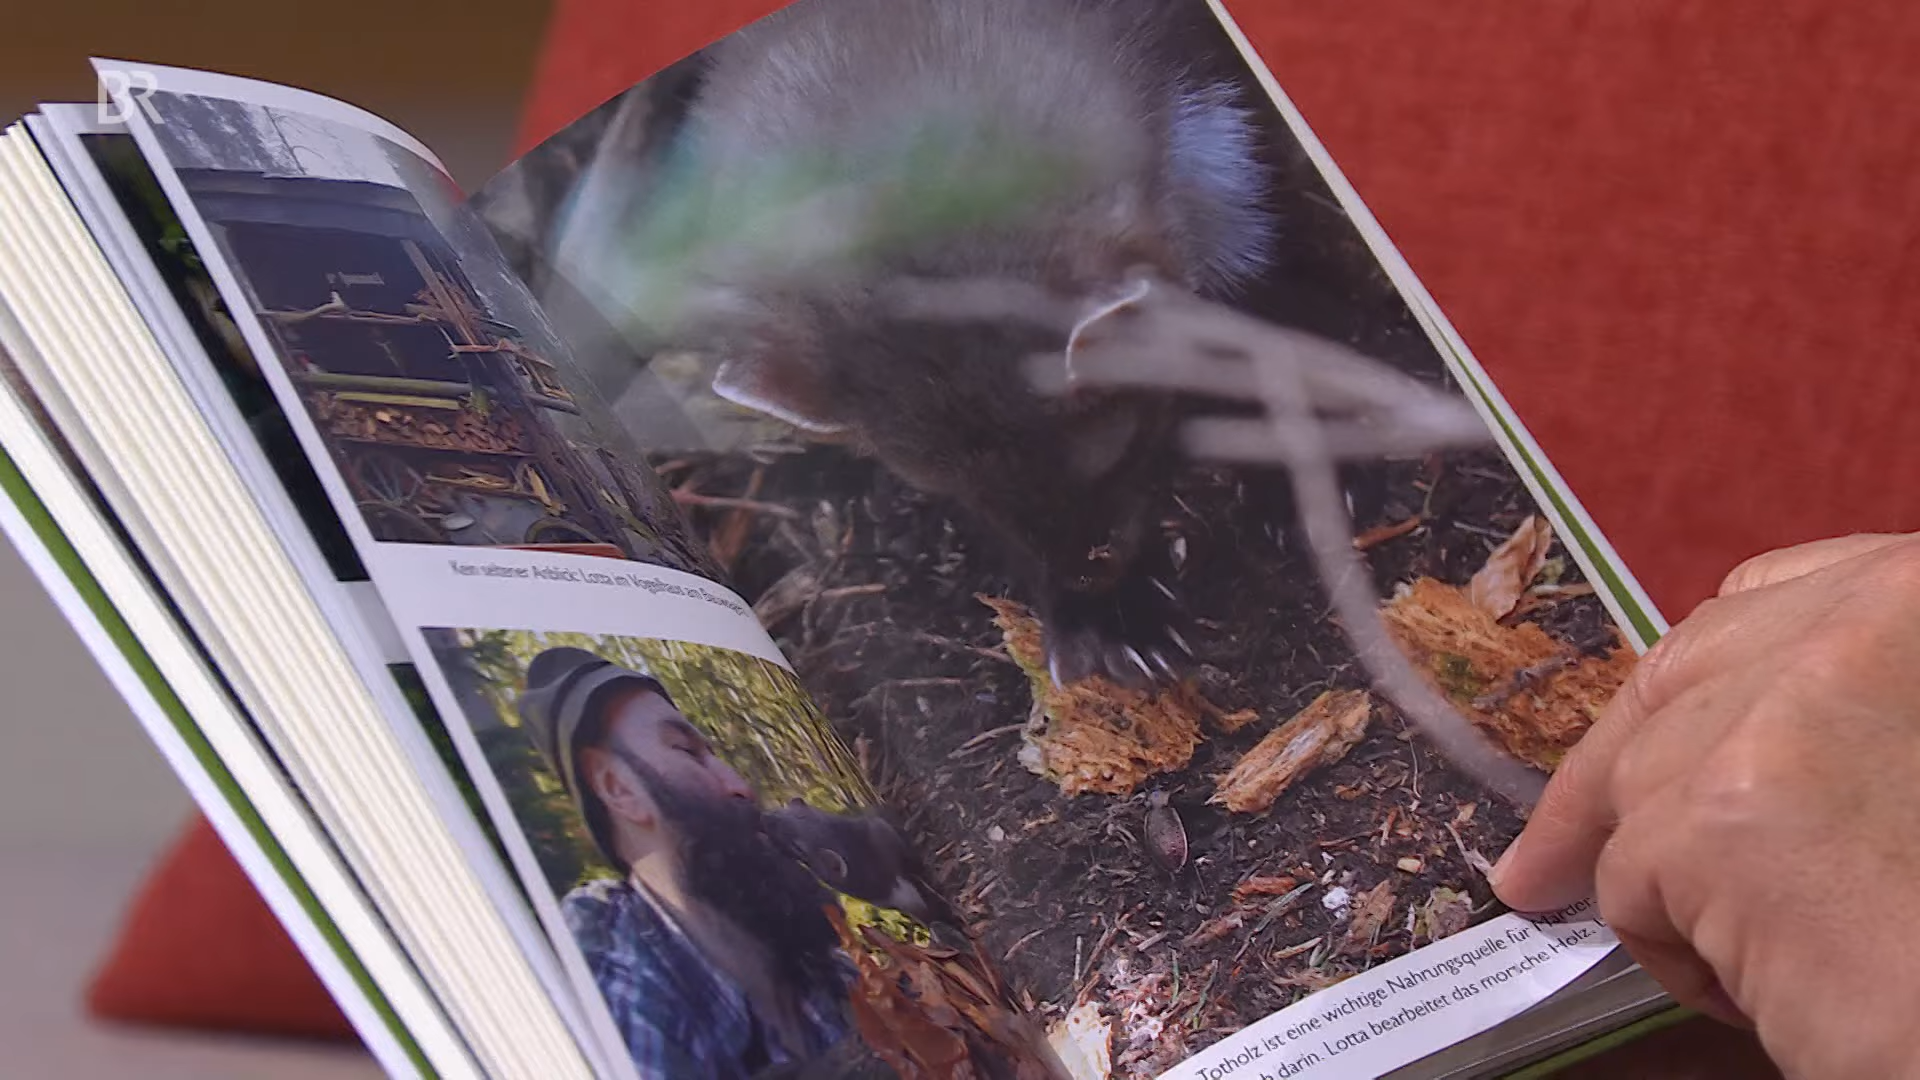 BR
Kein seltener Anblick: Lotta im Vogelhaus am Bauwagen
Totholz ist eine wichtige Nahrungsquelle für Marder.
darin. Lotta bearbeitet das morsche Holz.